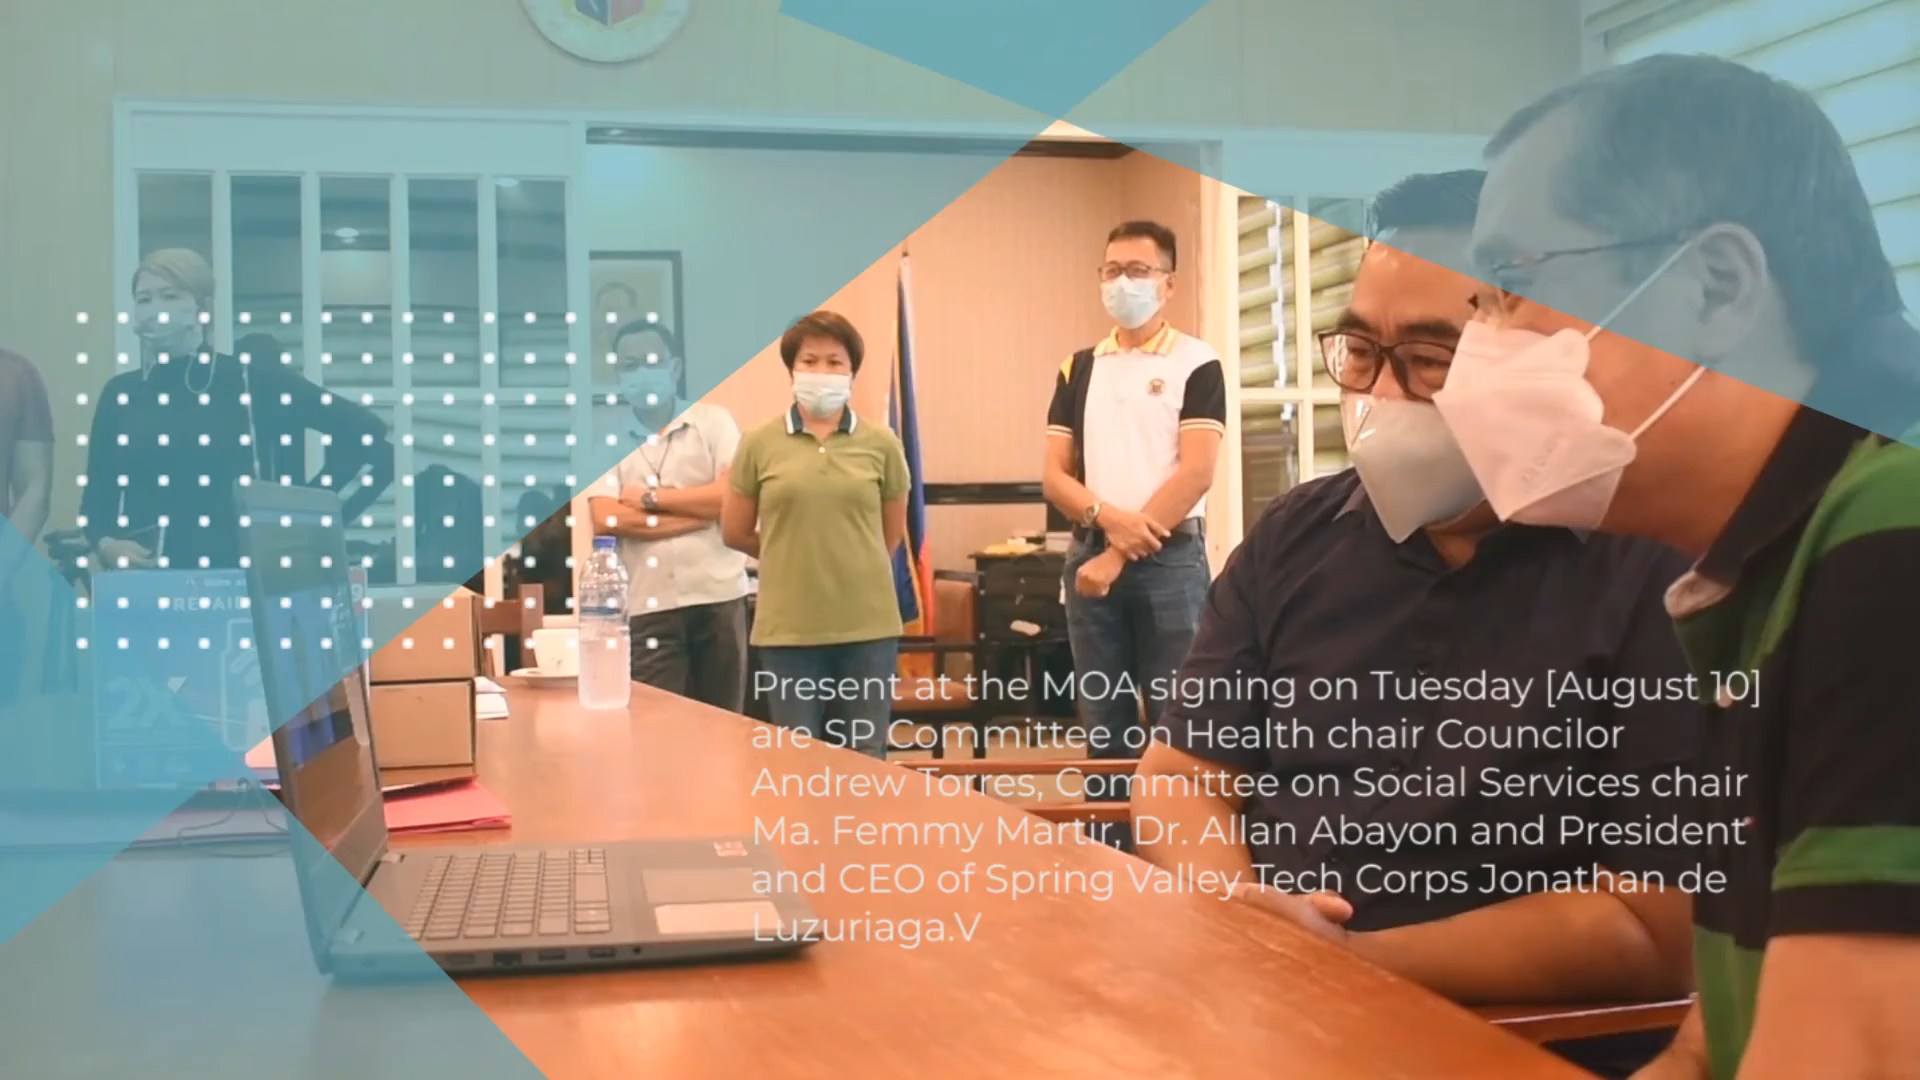 PREPAID
2X
Present at the MOA signing on Tuesday [August 10]
are SP Committee on Health chair Councilor
Andrew Torres, Committee on Social Services chair
Ma. Femmy Martir, Dr. Allan Abayon and President
and CEO of Spring Valley Tech Corps Jonathan de
Luzuriaga.V